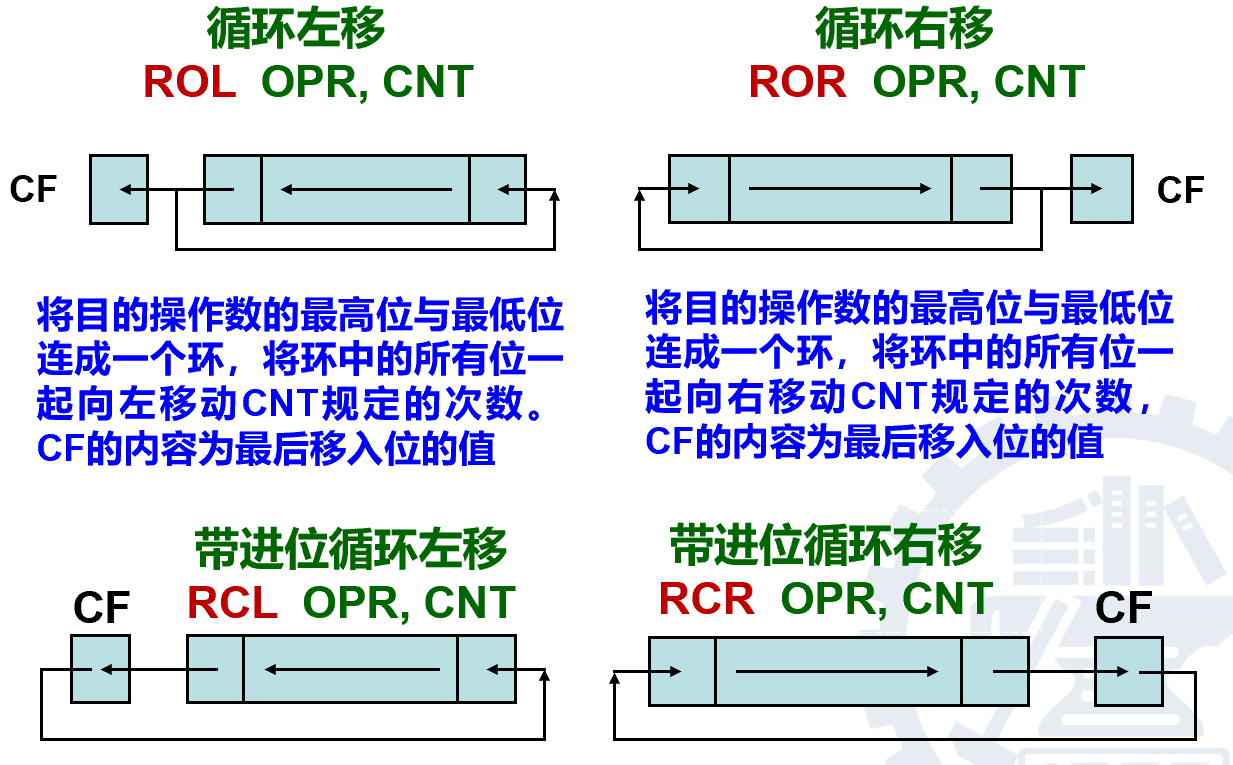 循环左移
ROL OPR, CNT
CF
将目的操作数的最高位与最低位
连成一个环，将环中的所有位一
起向左移动CNT规定的次数。
CF的内容为最后移入位的值
循环右移
ROR OPR, CNT
CF
将目的操作数的最高位与最低位
连成一个环，将环中的所有位一
起向右移动CNT规定的次数，
CF的内容为最后移入位的值
带进位循环左移
RCL OPR, CNT
CF
带进位循环右移
RCR OPR, CNT
CF